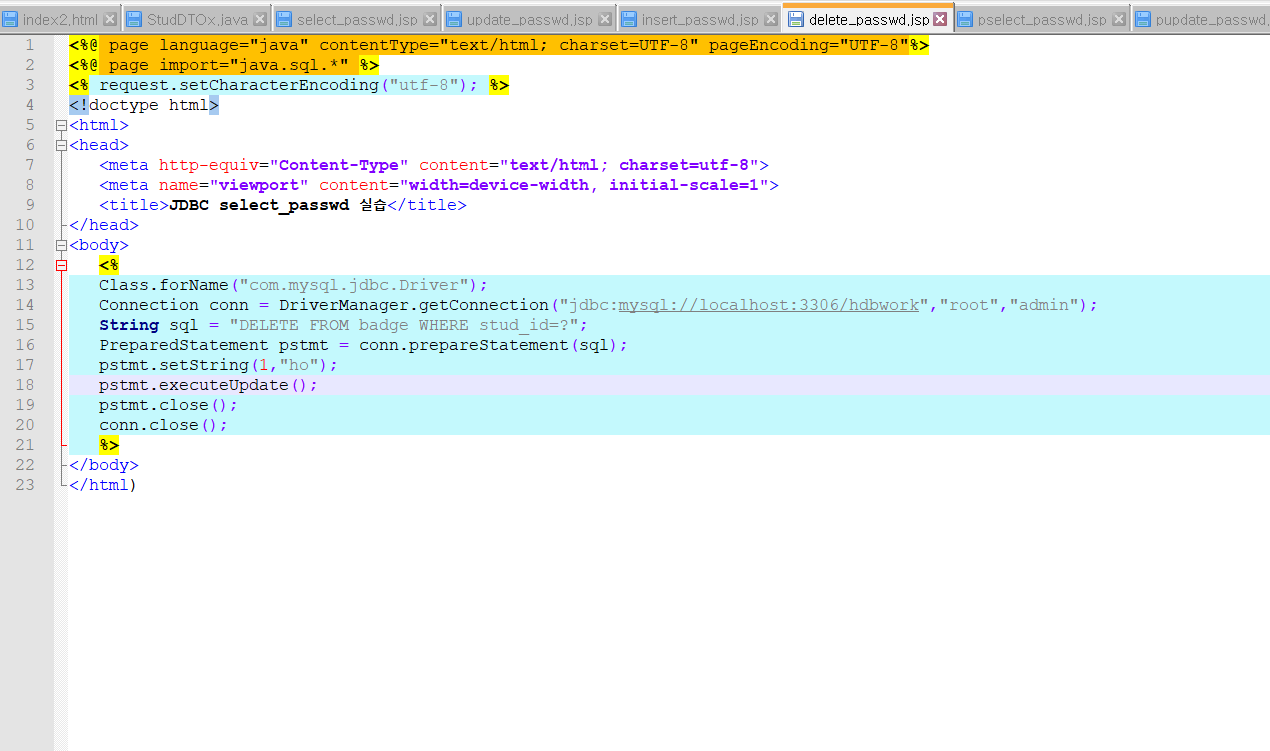 index2.html StudDTOx.java select_passwd.jsp update_passwd.jsp insert_passwd.jsp delete_passwd.jsp pselect_passwd.jsp pupdate_passwd.
1 <%@ page language="java" contentType="text/html; charset=UTF-8" pageEncoding="UTF-8"%>
2 <%@ page import="java.sql.*" %>
3 <% request.setCharacterEncoding("utf-8"); %>
4 <!doctype html>
5 <html>
6 <head>
7 <meta http-equiv="Content-Type" content="text/html; charset=utf-8">
8 <meta name="viewport" content="width=device-width, initial-scale=1">
9 <title>JDBC select_passwd 실습</title>
10 </head>
11 <body>
12 <%
13 Class.forName("com.mysql.jdbc.Driver");
14 Connection conn = DriverManager.getConnection("jdbc:mysql://localhost:3306/hdbwork","root","admin");
15 String sql = "DELETE FROM badge WHERE stud_id=?";
16 PreparedStatement pstmt = conn.prepareStatement(sql);
17 pstmt.setString(1,"ho");
18 pstmt.executeUpdate();
19 pstmt.close();
20 conn.close();
21 %>
22 </body>
23 </html)